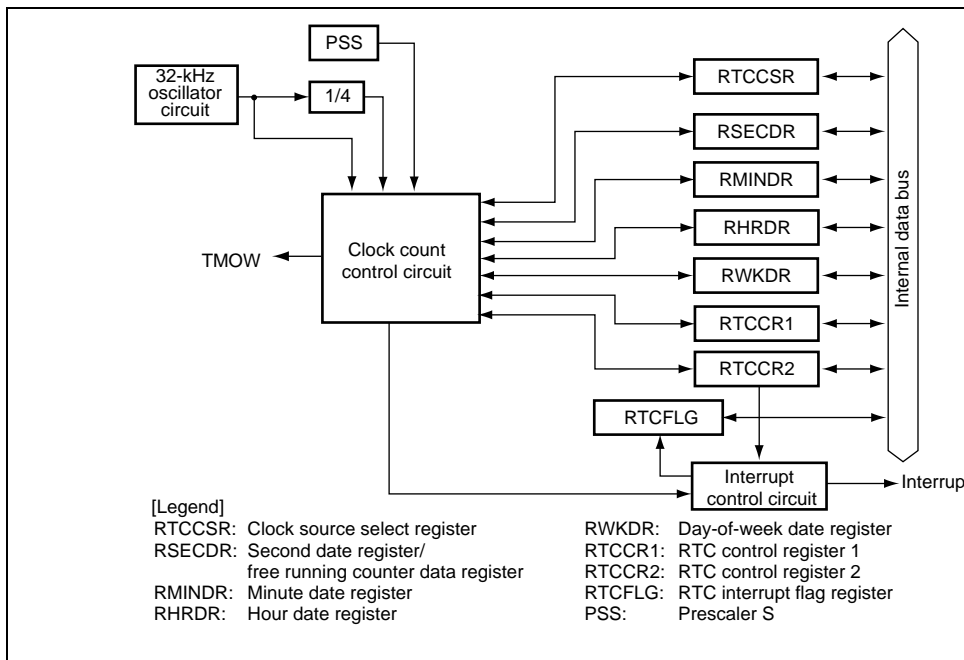 PSS
32-kHz
oscillator
circuit
1/4
RTCCSR
RSECDR
RMINDR
RHRDR
RWKDR
RTCCR1
RTCCR2
RTCFLG
Clock count
control circuit
TMOW
Internal data bus
Interrupt
control circuit
Interrup
[Legend]
RTCCSR: Clock source select register
RSECDR: Second date register/
free running counter data register
RMINDR: Minute date register
RHRDR: Hour date register
RWKDR: Day-of-week date register
RTCCR1: RTC control register 1
RTCCR2: RTC control register 2
RTCFLG: RTC interrupt flag register
PSS: Prescaler S